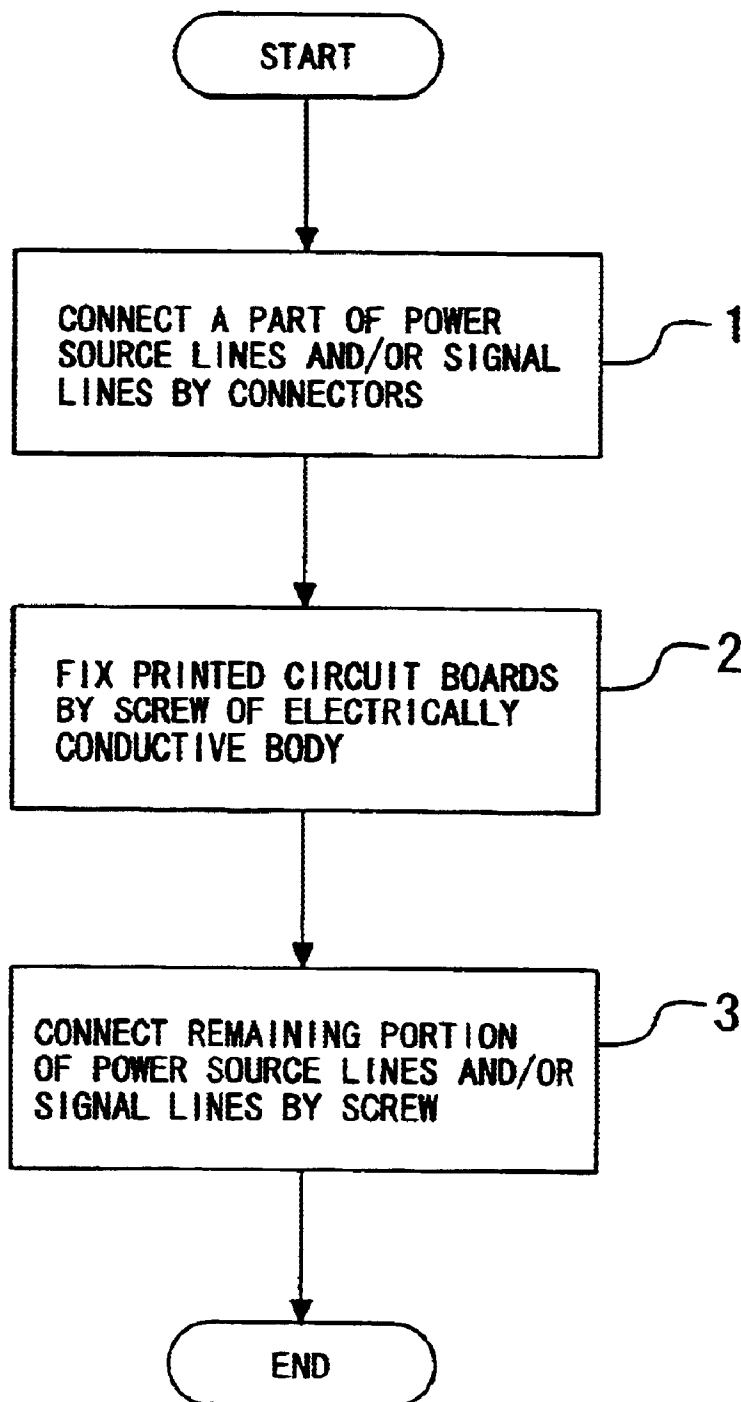 START
CONNECT A PART OF POWER
SOURCE LINES AND/OR SIGNAL
LINES BY CONNECTORS
1
FIX PRINTED CIRCUIT BOARDS
BY SCREW OF ELECTRICALLY
CONDUCTIVE BODY
2
CONNECT REMAINING PORTION
OF POWER SOURCE LINES AND/OR
SIGNAL LINES BY SCREW
3
END